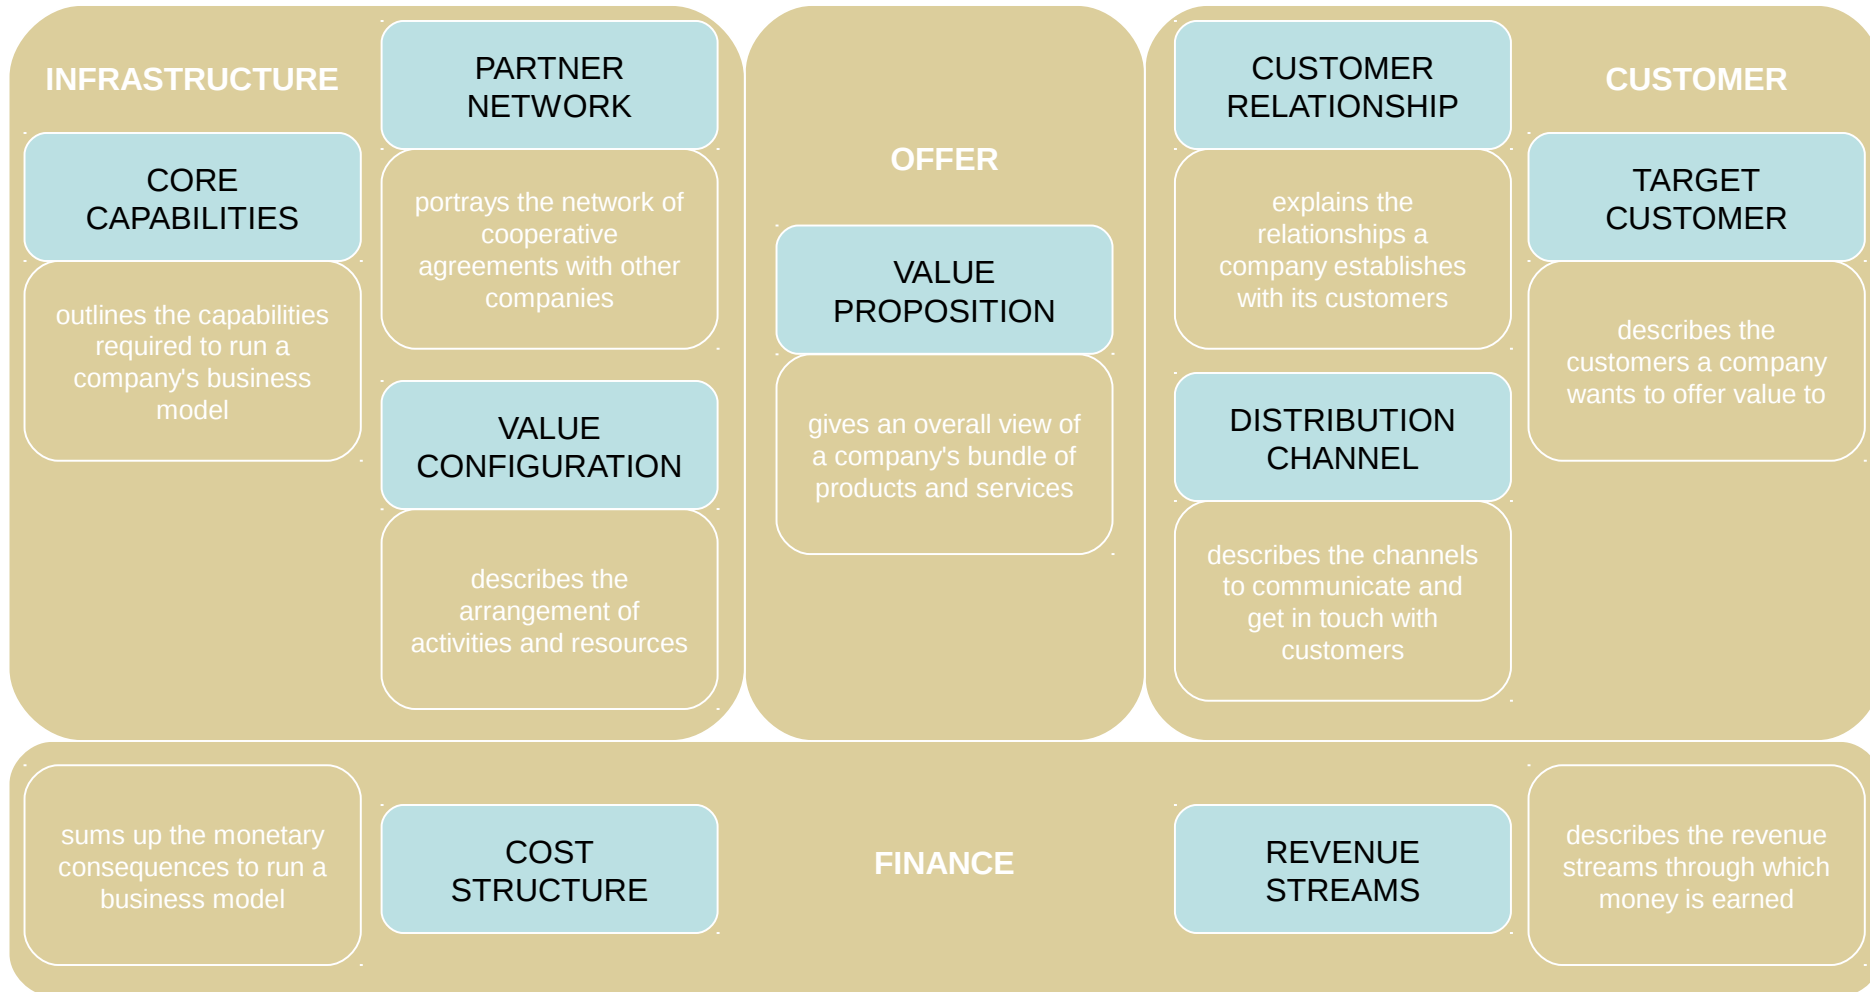 INFRASTRUCTURE
CORE
CAPABILITIES
outlines the capabilities
required to run a
company's business
model
PARTNER
NETWORK
portrays the network of
cooperative
agreements with other
companies
VALUE
CONFIGURATION
describes the
arrangement of
activities and resources
OFFER
VALUE
PROPOSITION
gives an overall view of
a company's bundle of
products and services
CUSTOMER
RELATIONSHIP
explains the
relationships a
company establishes
with its customers
DISTRIBUTION
CHANNEL
describes the channels
to communicate and
get in touch with
customers
CUSTOMER
TARGET
CUSTOMER
describes the
customers a company
wants to offer value to
sums up the monetary
consequences to run a
business model
COST
STRUCTURE
FINANCE
REVENUE
STREAMS
describes the revenue
streams through which
money is earned